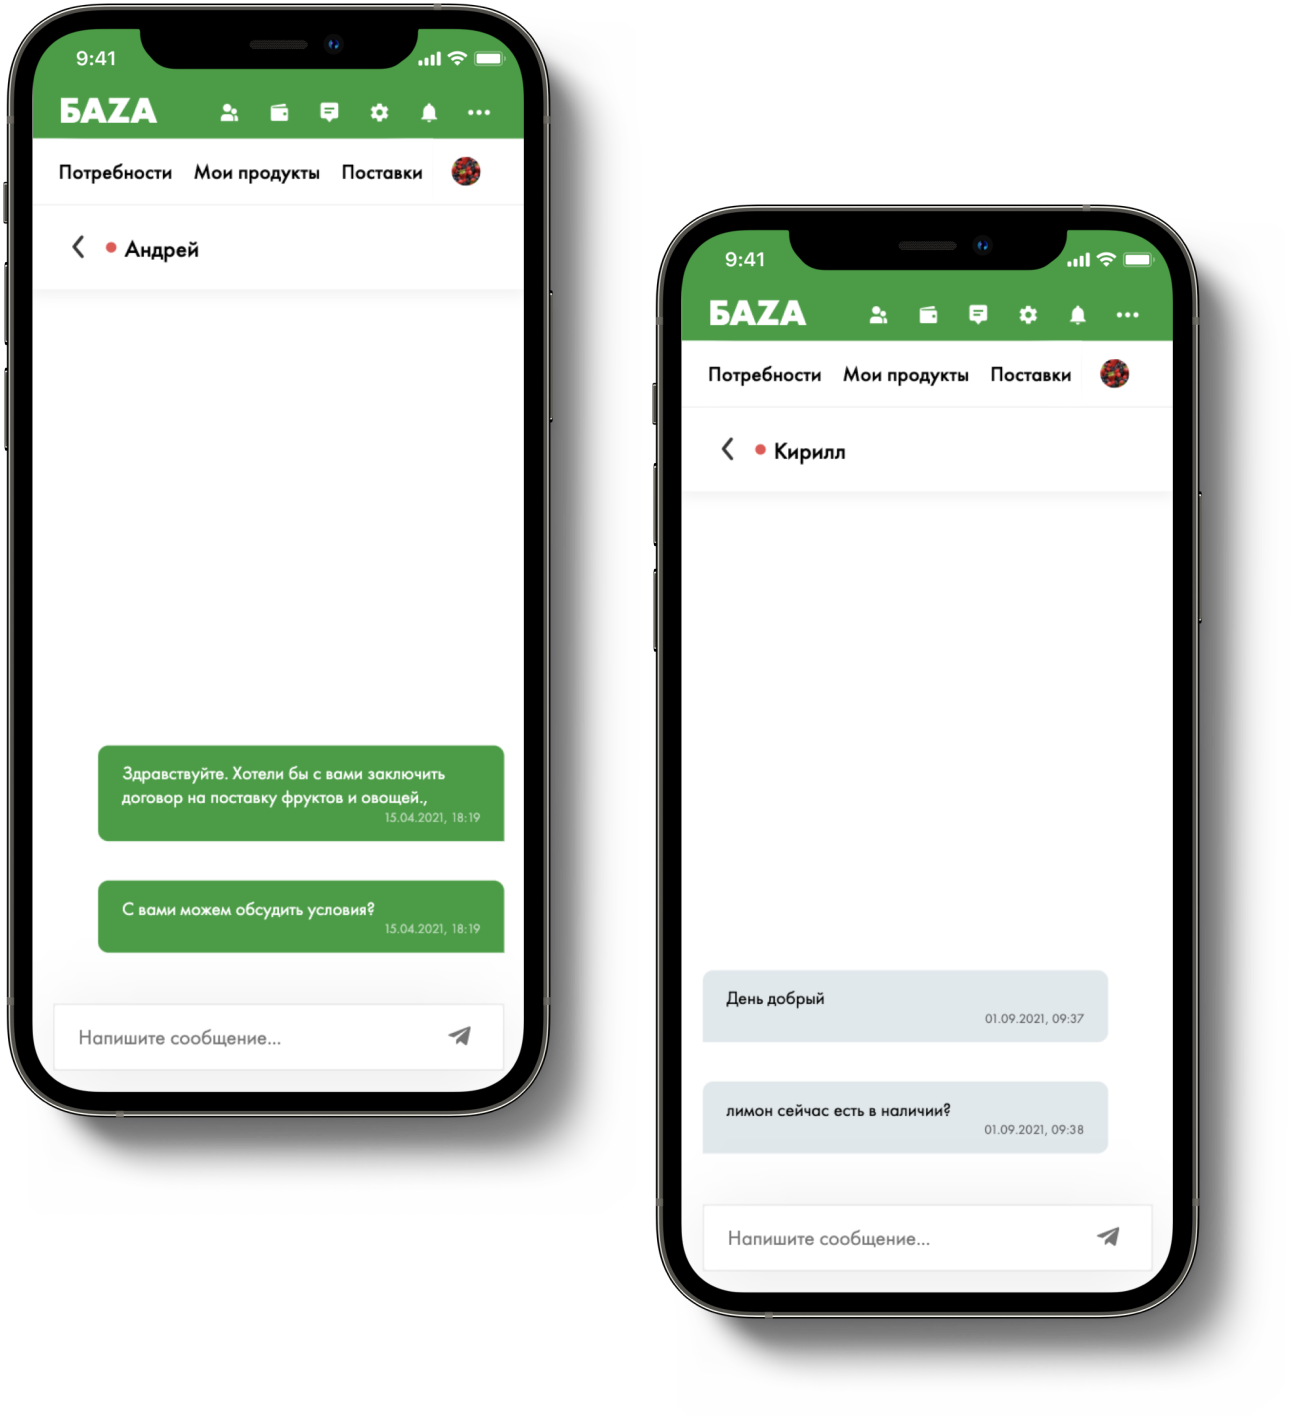 9:41
БАZА
Потребности Мои продукты Поставки
Андрей
Здравствуйте. Хотели бы с вами заключить
договор на поставку фруктов и овощей.,
15.04.2021, 18:19
С вами можем обсудить условия?
15.04.2021, 18:19
Напишите сообщение...
9:41
БАZА
Потребности Мои продукты Поставки
Кирилл
День добрый
01.09.2021, 09:37
лимон сейчас есть в наличии?
01.09.2021, 09:38
Напишите сообщение...